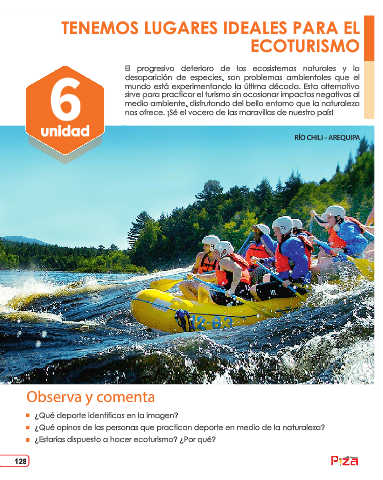 TENEMOS LUGARES IDEALES PARA EL
ECOTURISMO
El progresivo deterioro de los ecosistemas naturales y la
desaparición de especies, son problemas ambientales que el
mundo está experimentando la última década. Esta alternativa
sirve para practicar el turismo sin ocasionar impactos negativos al
medio ambiente, disfrutando del bello entorno que la naturaleza
nos ofrece. ¡Sé el vocero de las maravillas de nuestro país!
6
unidad
RÍO CHILI - AREQUIPA
Observa y comenta
¿Qué deporte identificas en la imagen?
¿Qué opinas de las personas que practican deporte en medio de la naturaleza?
¿Estarías dispuesto a hacer ecoturismo? ¿Por qué?
128